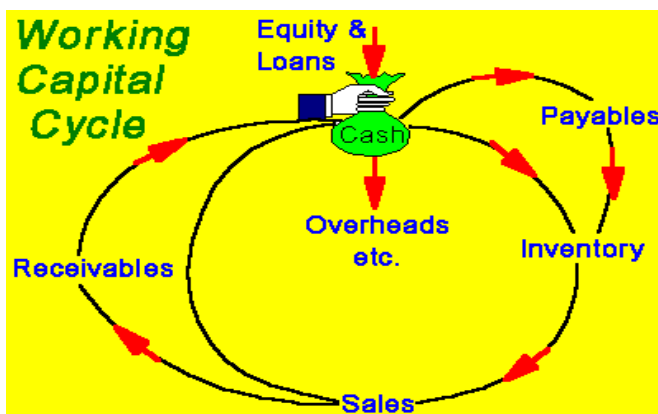 Working
Capital
Cycle
Equity &
Loans
Cash
Payables
Overheads
etc.
Inventory
Receivables
Sales